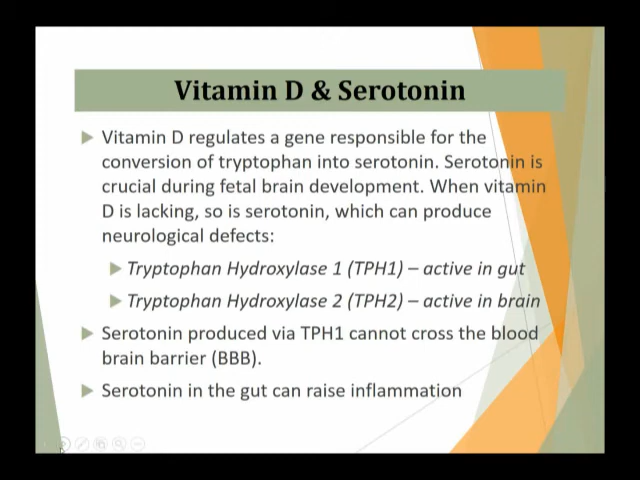 Vitamin D & Serotonin
Vitamin D regulates a gene responsible for the
conversion of tryptophan into serotonin. Serotonin is
crucial during fetal brain development. When vitamin
D is lacking, so is serotonin, which can produce
neurological defects:
Tryptophan Hydroxylase 1 (TPH1) – active in gut
Tryptophan Hydroxylase 2 (TPH2) – active in brain
Serotonin produced via TPH1 cannot cross the blood
brain barrier (BBB).
Serotonin in the gut can raise inflammation